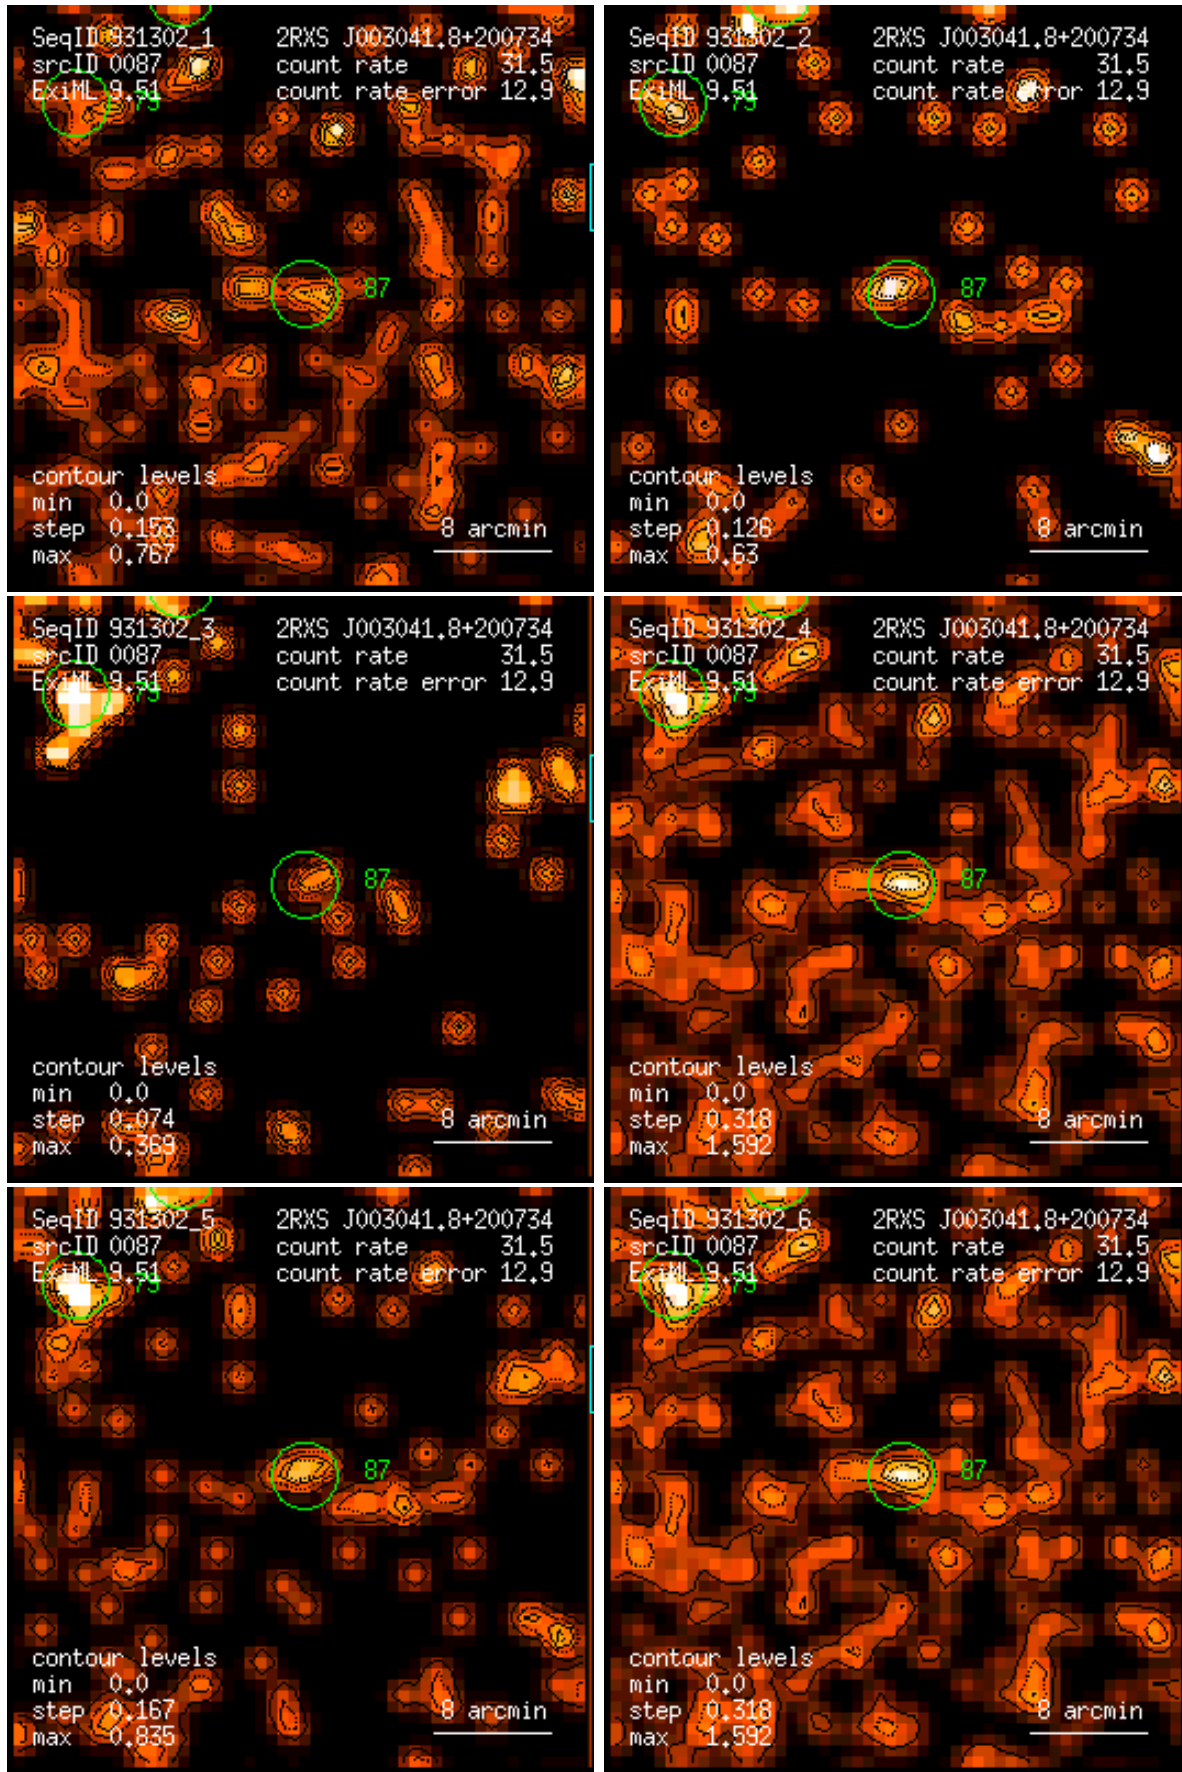 SeqID 931302_1 2RXS J003041.8+200734
srcID 0087 count rate 31.5
ExiML 9.51 count rate error 12.9
79
87
contour levels
min 0.0
step 0.153 8 arcmin
max 0.767
SeqID 931302_2 2RXS J003041.8+200734
srcID 0087 count rate 31.5
ExiML 9.51 count rate error 12.9
79
87
contour levels
min 0.0
step 0.126 8 arcmin
max 0.63
SeqID 931302_3 2RXS J003041.8+200734
srcID 0087 count rate 31.5
ExiML 9.51 count rate error 12.9
79
87
contour levels
min 0.0
step 0.074 8 arcmin
max 0.369
SeqID 931302_4 2RXS J003041.8+200734
srcID 0087 count rate 31.5
ExiML 9.51 count rate error 12.9
79
87
contour levels
min 0.0
step 0.318 8 arcmin
max 1.592
SeqID 931302_5 2RXS J003041.8+200734
srcID 0087 count rate 31.5
ExiML 9.51 count rate error 12.9
79
87
contour levels
min 0.0
step 0.167 8 arcmin
max 0.835
SeqID 931302_6 2RXS J003041.8+200734
srcID 0087 count rate 31.5
ExiML 9.51 count rate error 12.9
79
87
contour levels
min 0.0
step 0.318 8 arcmin
max 1.592